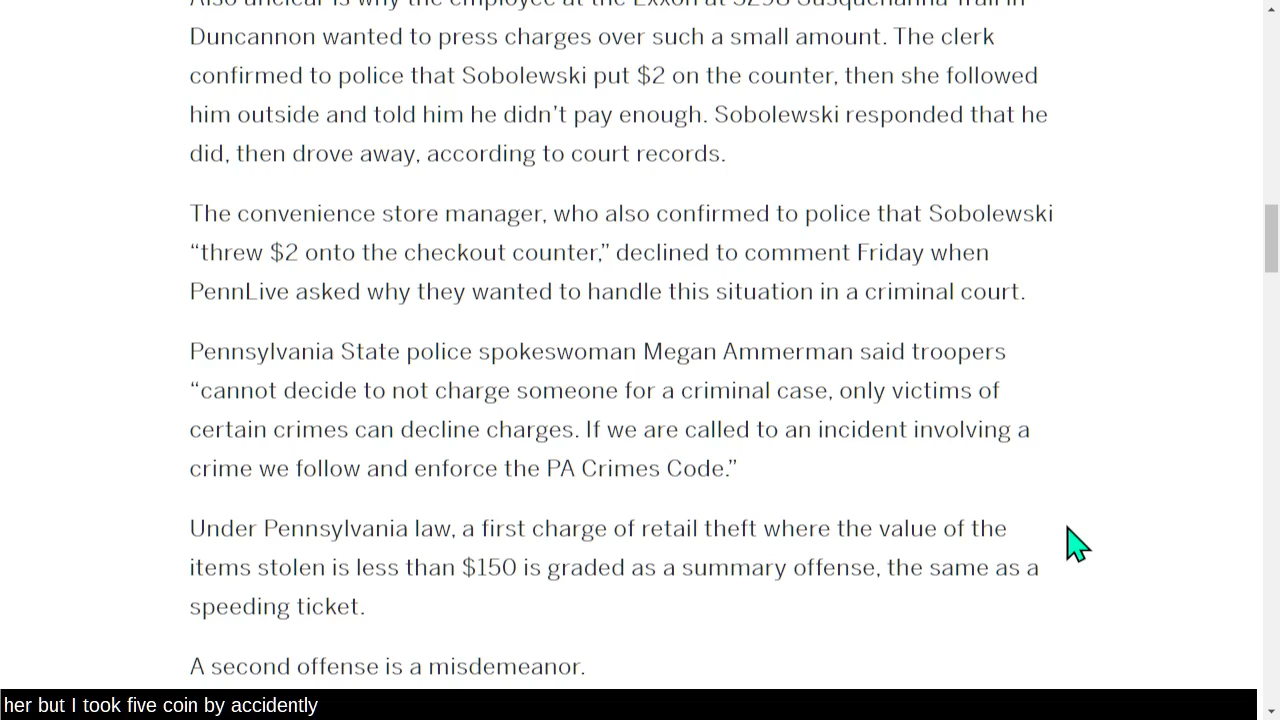 Also unclear is why the employee at the Exxon at 3298 Susquehanna Trail in
Duncannon wanted to press charges over such a small amount. The clerk
confirmed to police that Sobolewski put $2 on the counter, then she followed
him outside and told him he didn’t pay enough. Sobolewski responded that he
did, then drove away, according to court records.
The convenience store manager, who also confirmed to police that Sobolewski
“threw $2 onto the checkout counter,” declined to comment Friday when
PennLive asked why they wanted to handle this situation in a criminal court.
Pennsylvania State police spokeswoman Megan Ammerman said troopers
“cannot decide to not charge someone for a criminal case, only victims of
certain crimes can decline charges. If we are called to an incident involving a
crime we follow and enforce the PA Crimes Code.”
Under Pennsylvania law, a first charge of retail theft where the value of the
items stolen is less than $150 is graded as a summary offense, the same as a
speeding ticket.
A second offense is a misdemeanor.
her but I took five coin by accidently